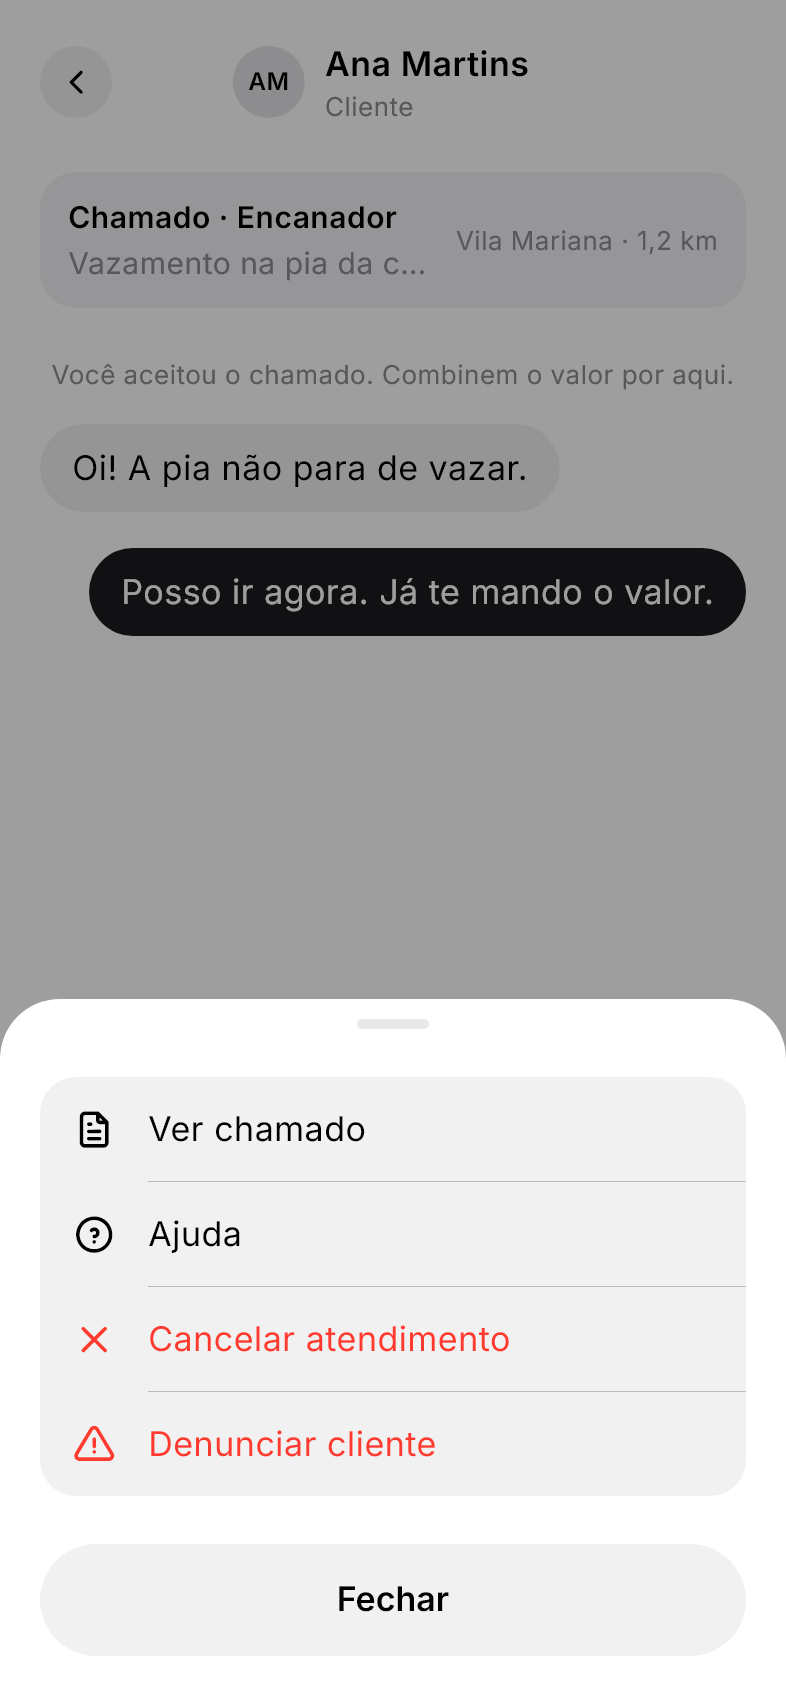 AM
Ana Martins
Cliente
Chamado · Encanador
Vazamento na pia da c...
Vila Mariana · 1,2 km
Você aceitou o chamado. Combinem o valor por aqui.
Oi! A pia não para de vazar.
Posso ir agora. Já te mando o valor.
Ver chamado
Ajuda
Cancelar atendimento
Denunciar cliente
Fechar